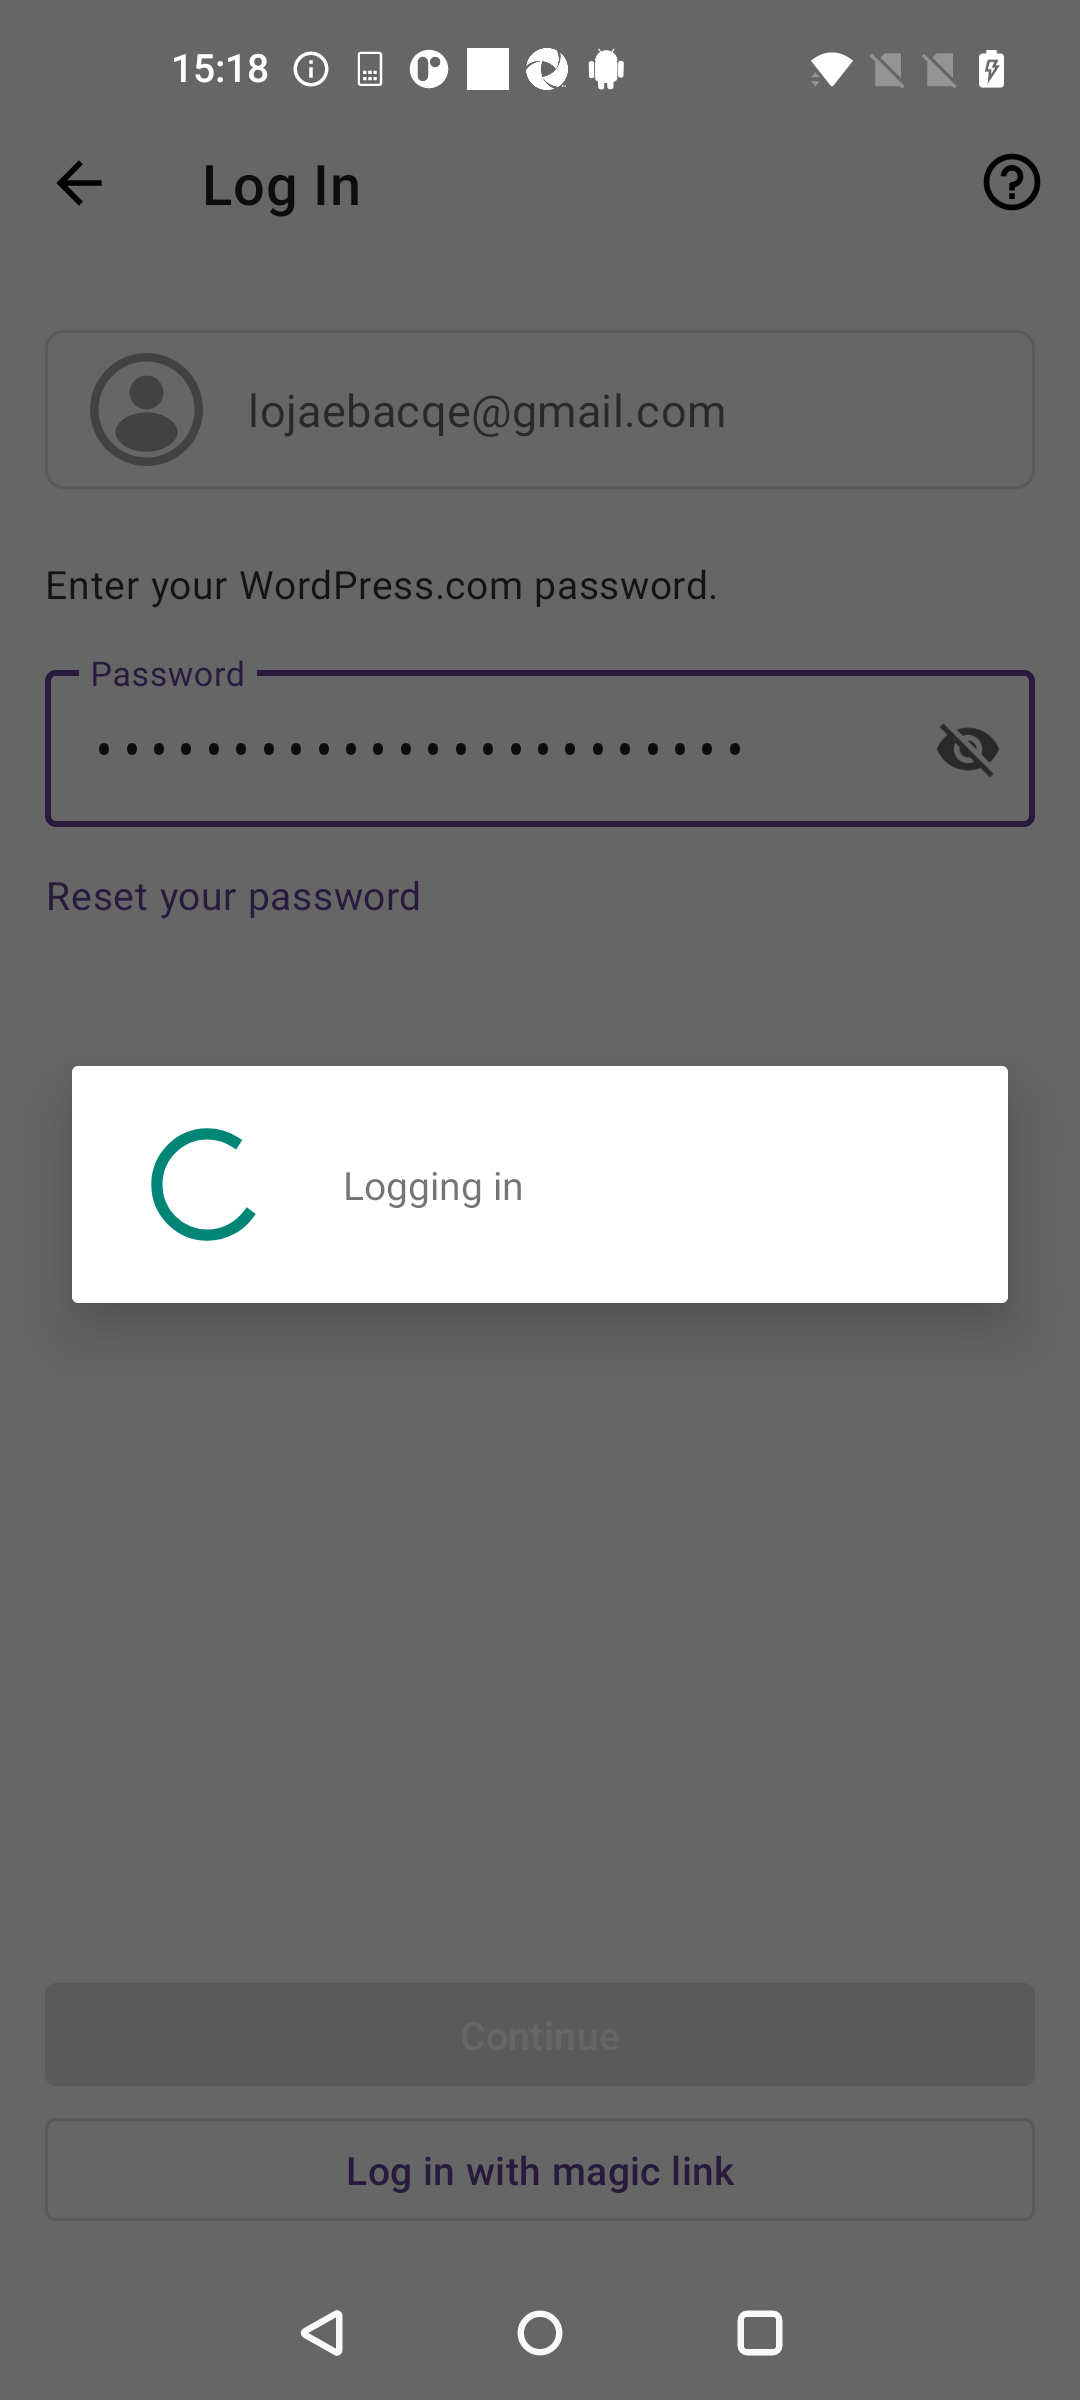 15:18
Log In
lojaebacqe@gmail.com
Enter your WordPress.com password.
Password
••••••••••••••••••••••••
Reset your password
Logging in
Continue
Log in with magic link